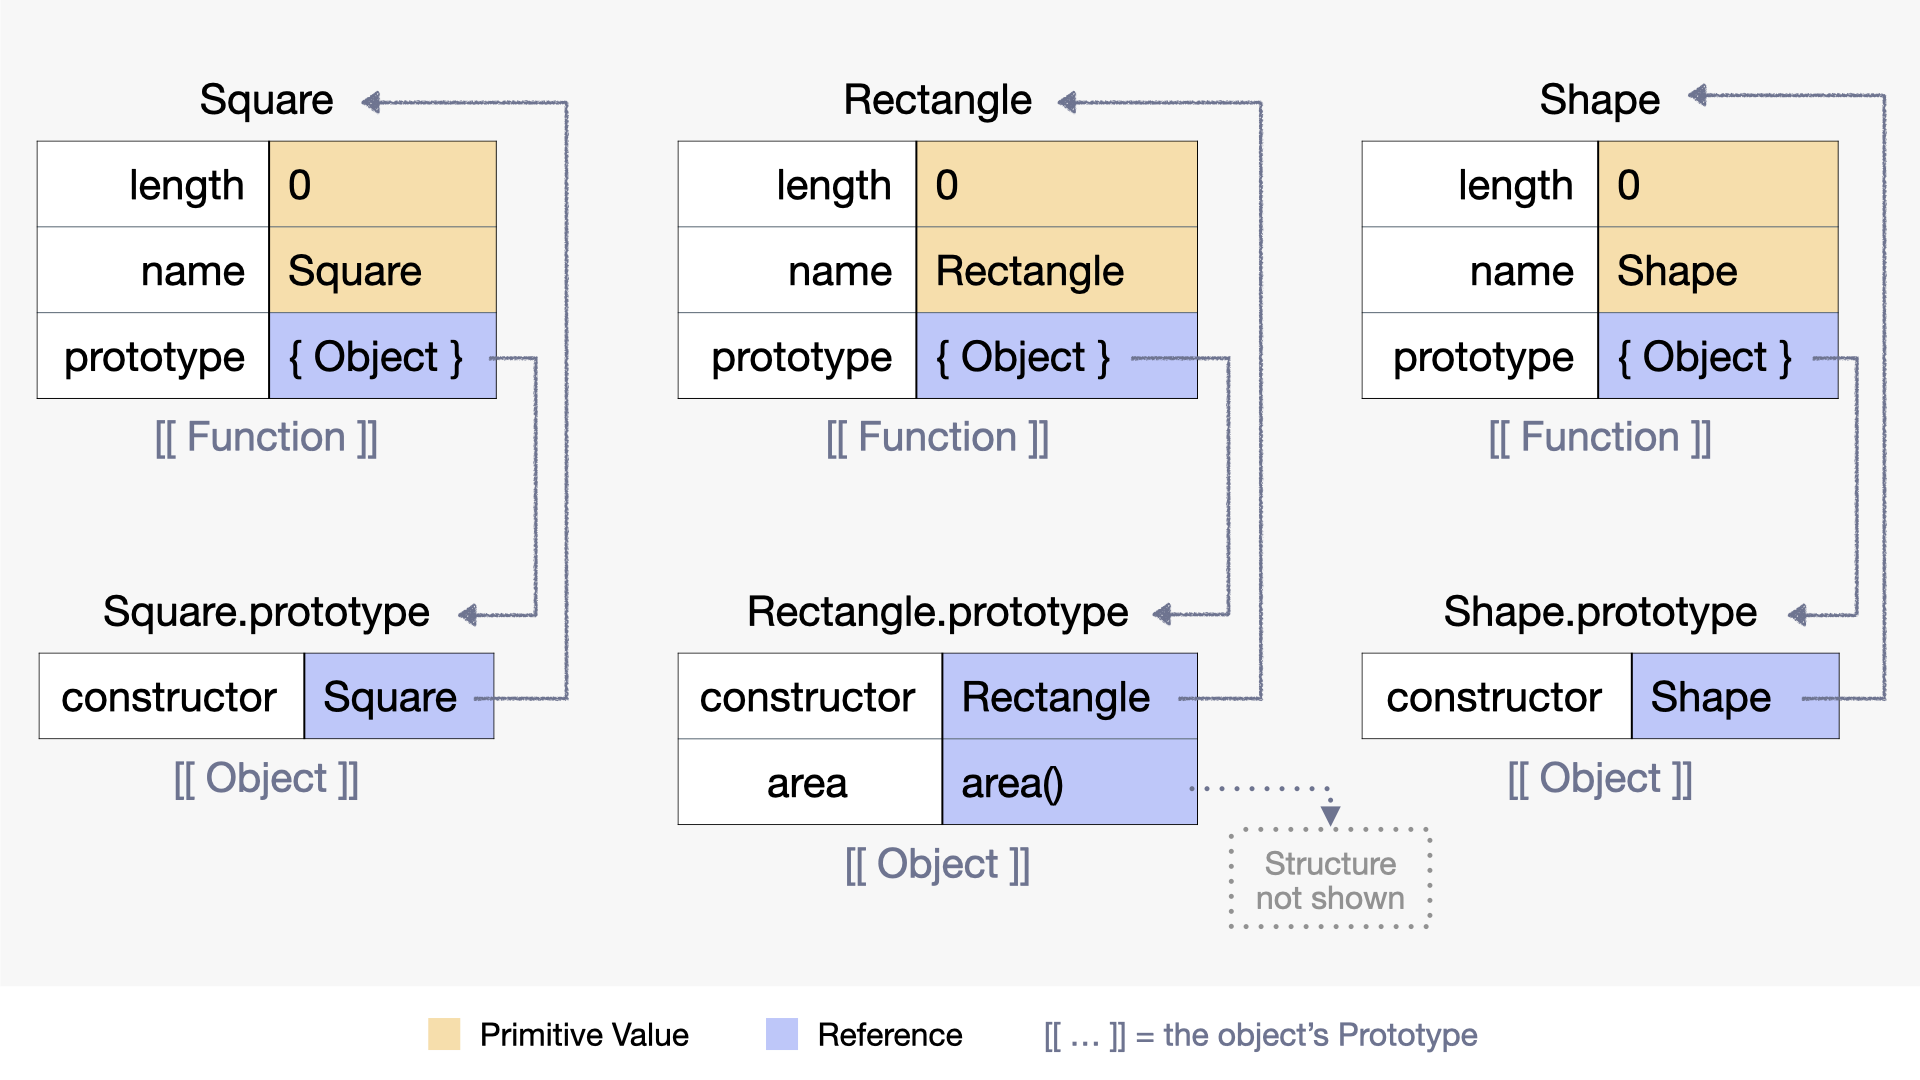 Square
length 0
name Square
prototype { Object }
[[ Function ]]
Square.prototype
constructor Square
[[ Object ]]
Rectangle
length 0
name Rectangle
prototype { Object }
[[ Function ]]
Rectangle.prototype
constructor Rectangle
area area()
[[ Object ]]
Structure
not shown
Shape
length 0
name Shape
prototype { Object }
[[ Function ]]
Shape.prototype
constructor Shape
[[ Object ]]
Primitive Value
Reference
[[ … ]] = the object’s Prototype